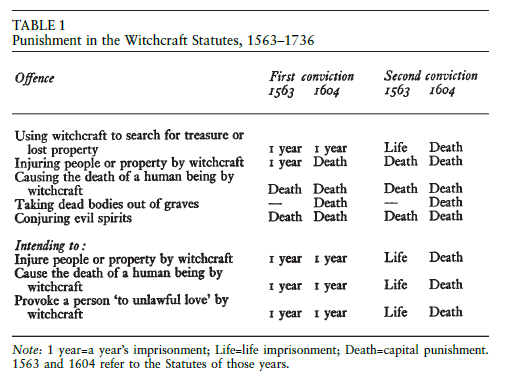 TABLE 1
Punishment in the Witchcraft Statutes, 1563–1736
Offence First conviction Second conviction
1563 1604 1563 1604
Using witchcraft to search for treasure or
lost property 1 year 1 year Life Death
Injuring people or property by witchcraft 1 year Death Death Death
Causing the death of a human being by
witchcraft Death Death Death Death
Taking dead bodies out of graves — Death — Death
Conjuring evil spirits Death Death Death Death
Intending to:
Injure people or property by witchcraft 1 year 1 year Life Death
Cause the death of a human being by
witchcraft 1 year 1 year Life Death
Provoke a person ‘to unlawful love’ by
witchcraft 1 year 1 year Life Death
Note: 1 year=a year's imprisonment; Life=life imprisonment; Death=capital punishment.
1563 and 1604 refer to the Statutes of those years.